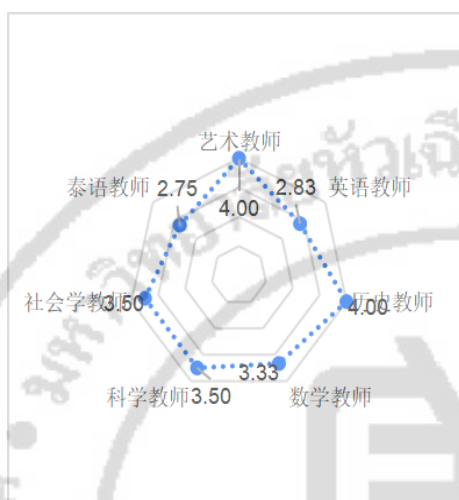 艺术教师
泰语教师 2.75 2.83 英语教师
4.00
社会学教师 3.50 4.00 历史教师
3.33
科学教师 3.50 数学教师